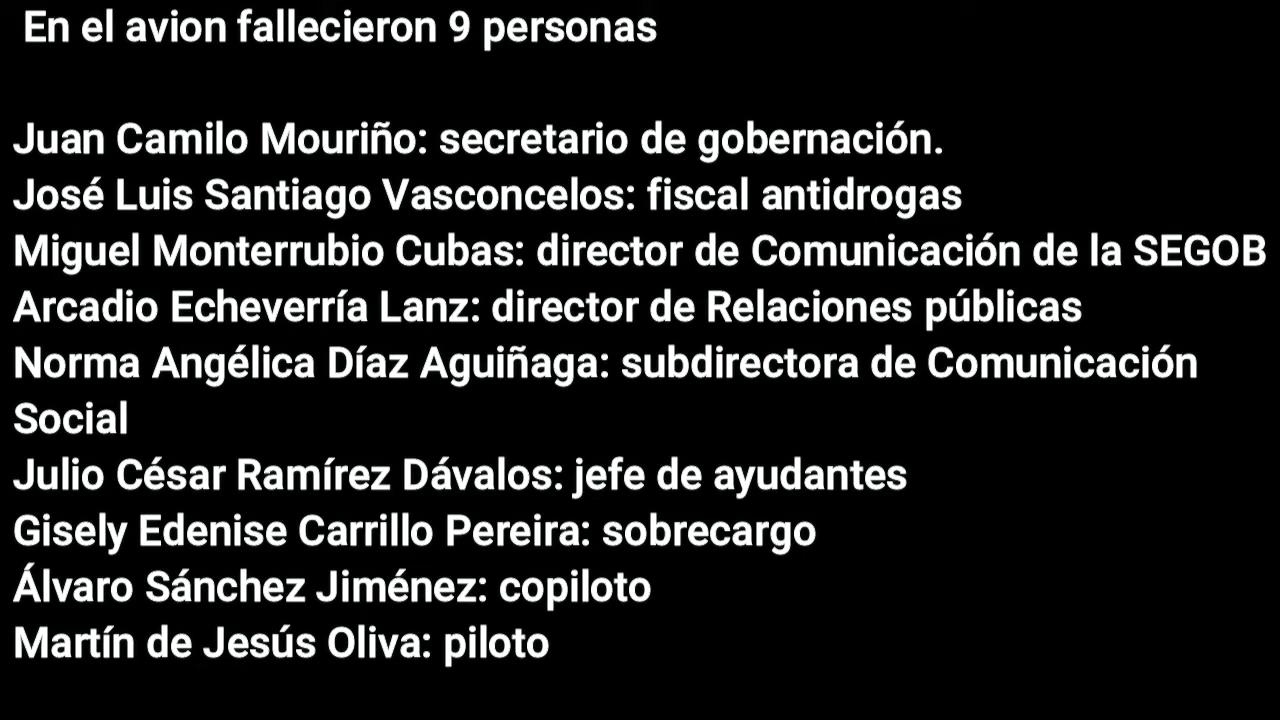 En el avion fallecieron 9 personas
Juan Camilo Mouriño: secretario de gobernación.
José Luis Santiago Vasconcelos: fiscal antidrogas
Miguel Monterrubio Cubas: director de Comunicación de la SEGOB
Arcadio Echeverría Lanz: director de Relaciones públicas
Norma Angélica Díaz Aguiñaga: subdirectora de Comunicación
Social
Julio César Ramírez Dávalos: jefe de ayudantes
Gisely Edenise Carrillo Pereira: sobrecargo
Álvaro Sánchez Jiménez: copiloto
Martín de Jesús Oliva: piloto